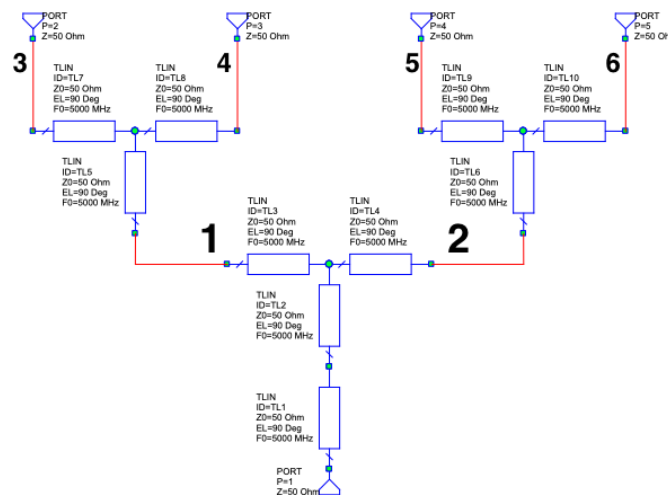 PORT
P=2
Z=50 Ohm
PORT
P=3
Z=50 Ohm
PORT
P=4
Z=50 Ohm
PORT
P=5
Z=50 Ohm
3
4
5
6
TLIN
ID=TL7
Z0=50 Ohm
EL=90 Deg
F0=5000 MHz
TLIN
ID=TL8
Z0=50 Ohm
EL=90 Deg
F0=5000 MHz
TLIN
ID=TL9
Z0=50 Ohm
EL=90 Deg
F0=5000 MHz
TLIN
ID=TL10
Z0=50 Ohm
EL=90 Deg
F0=5000 MHz
TLIN
ID=TL5
Z0=50 Ohm
EL=90 Deg
F0=5000 MHz
TLIN
ID=TL6
Z0=50 Ohm
EL=90 Deg
F0=5000 MHz
1
TLIN
ID=TL3
Z0=50 Ohm
EL=90 Deg
F0=5000 MHz
TLIN
ID=TL4
Z0=50 Ohm
EL=90 Deg
F0=5000 MHz
2
TLIN
ID=TL2
Z0=50 Ohm
EL=90 Deg
F0=5000 MHz
TLIN
ID=TL1
Z0=50 Ohm
EL=90 Deg
F0=5000 MHz
PORT
P=1
Z=50 Ohm